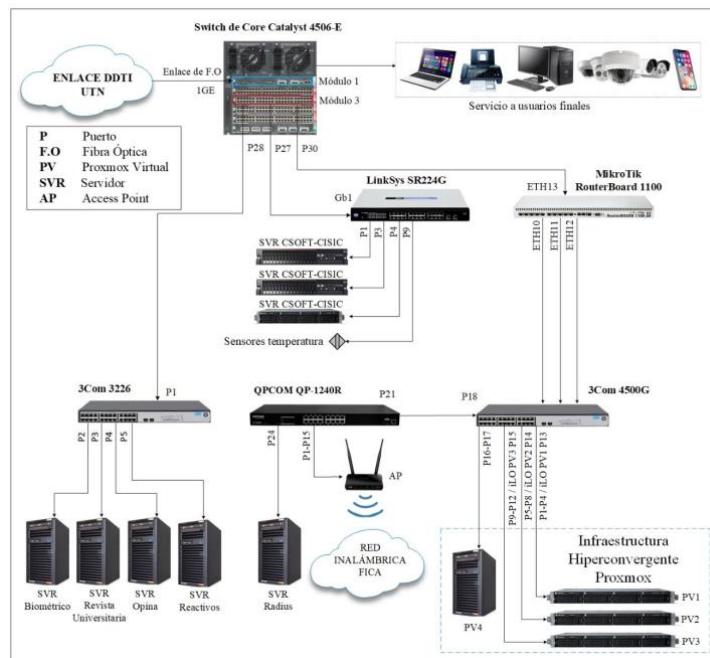 Switch de Core Catalyst 4506-E
ENLACE DDTI
UTN
Enlace de F.O
1GE
Módulo 1
Módulo 3
Servicio a usuarios finales
P Puerto
F.O Fibra Óptica
PV Proxmox Virtual
SVR Servidor
AP Access Point
P28
P27
P30
LinkSys SR224G
Gb1
MikroTik
RouterBoard 1100
ETH13
P1
P3
P4
P9
ETH10
ETH11
ETH12
SVR CSOFT-CISIC
SVR CSOFT-CISIC
SVR CSOFT-CISIC
Sensores temperatura
3Com 3226
P1
QPCOM QP-1240R
P21
P18
3Com 4500G
P2
P3
P4
P5
P24
P1-P15
AP
P16-P17
P9-P12 / iLO PV3 P15
P5-P8 / iLO PV2 P14
P1-P4 / iLO PV1 P13
RED
INALÁMBRICA
FICA
Infraestructura
Hiperconvergente
Proxmox
SVR
Biométrico
SVR
Revista
Universitaria
SVR
Opina
SVR
Reactivos
SVR
Radius
PV4
PV1
PV2
PV3